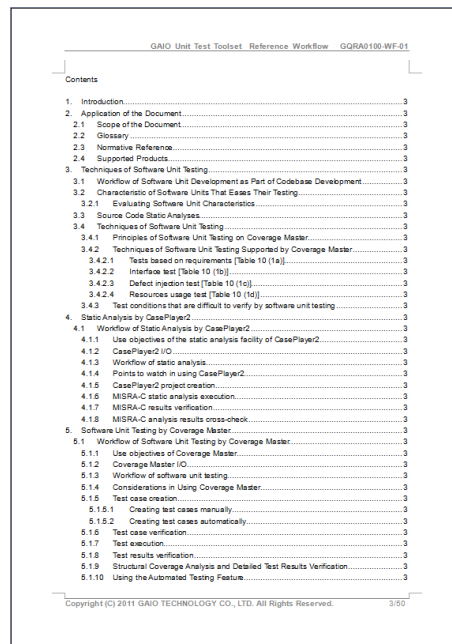 GAIO Unit Test Toolset Reference Workflow GQRA0100-WF-01
Contents
1. Introduction 3
2. Application of the Document 3
2.1 Scope of the Document 3
2.2 Glossary 3
2.3 Normative Reference 3
2.4 Supported Products 3
3. Techniques of Software Unit Testing 3
3.1 Workflow of Software Unit Development as Part of Codebase Development 3
3.2 Characteristic of Software Units That Eases Their Testing 3
3.2.1 Evaluating Software Unit Characteristics 3
3.3 Source Code Static Analyses 3
3.4 Techniques of Software Unit Testing 3
3.4.1 Principles of Software Unit Testing on Coverage Master 3
3.4.2 Techniques of Software Unit Testing Supported by Coverage Master 3
3.4.2.1 Tests based on requirements [Table 10 (1a)] 3
3.4.2.2 Interface test [Table 10 (1b)] 3
3.4.2.3 Defect injection test [Table 10 (1c)] 3
3.4.2.4 Resources usage test [Table 10 (1d)] 3
3.4.3 Test conditions that are difficult to verify by software unit testing 3
4. Static Analysis by CasePlayer2 3
4.1 Workflow of Static Analysis by CasePlayer2 3
4.1.1 Use objectives of the static analysis facility of CasePlayer2 3
4.1.2 CasePlayer2 I/O 3
4.1.3 Workflow of static analysis 3
4.1.4 Points to watch in using CasePlayer2 3
4.1.5 CasePlayer2 project creation 3
4.1.6 MISRA-C static analysis execution 3
4.1.7 MISRA-C results verification 3
4.1.8 MISRA-C analysis results cross-check 3
5. Software Unit Testing by Coverage Master 3
5.1 Workflow of Software Unit Testing by Coverage Master 3
5.1.1 Use objectives of Coverage Master 3
5.1.2 Coverage Master I/O 3
5.1.3 Workflow of software unit testing 3
5.1.4 Considerations in Using Coverage Master 3
5.1.5 Test case creation 3
5.1.5.1 Creating test cases manually 3
5.1.5.2 Creating test cases automatically 3
5.1.6 Test case verification 3
5.1.7 Test execution 3
5.1.8 Test results verification 3
5.1.9 Structural Coverage Analysis and Detailed Test Results Verification 3
5.1.10 Using the Automated Testing Feature 3
Copyright (C) 2011 GAIO TECHNOLOGY CO., LTD. All Rights Reserved. 3/50